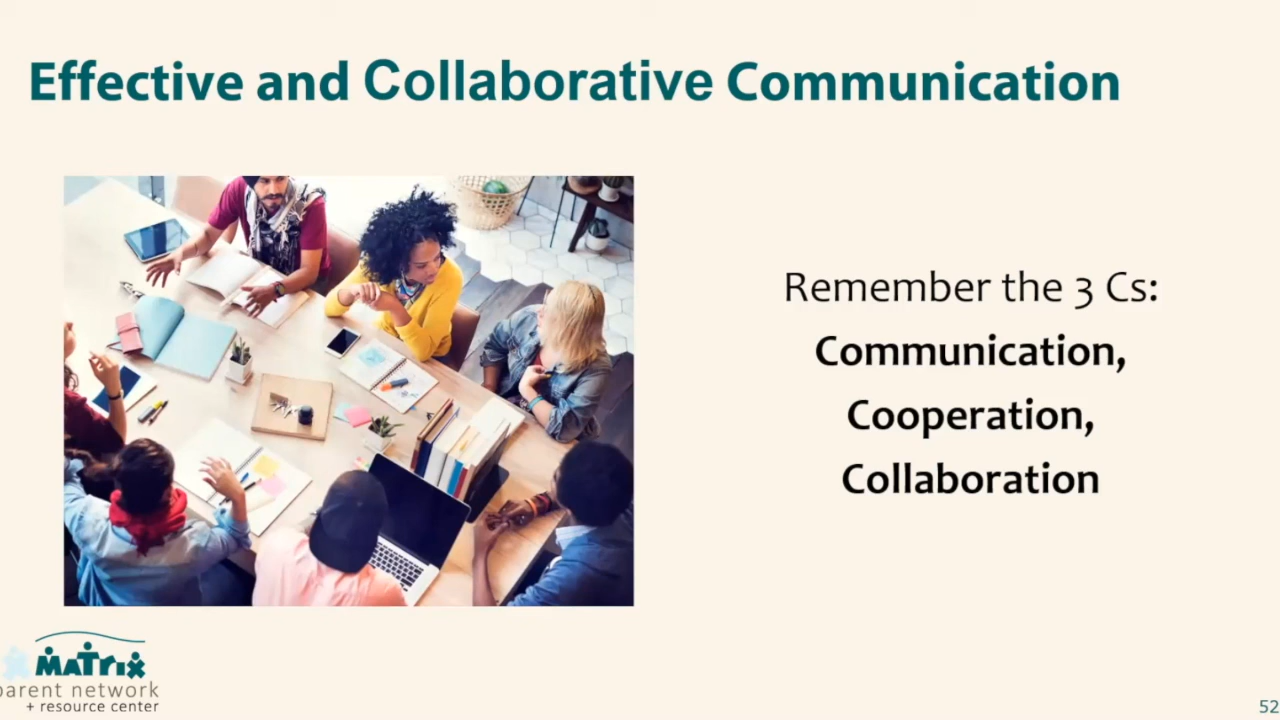 Effective and Collaborative Communication
Remember the 3 Cs:
Communication,
Cooperation,
Collaboration
MATRIX
parent network
+ resource center
52